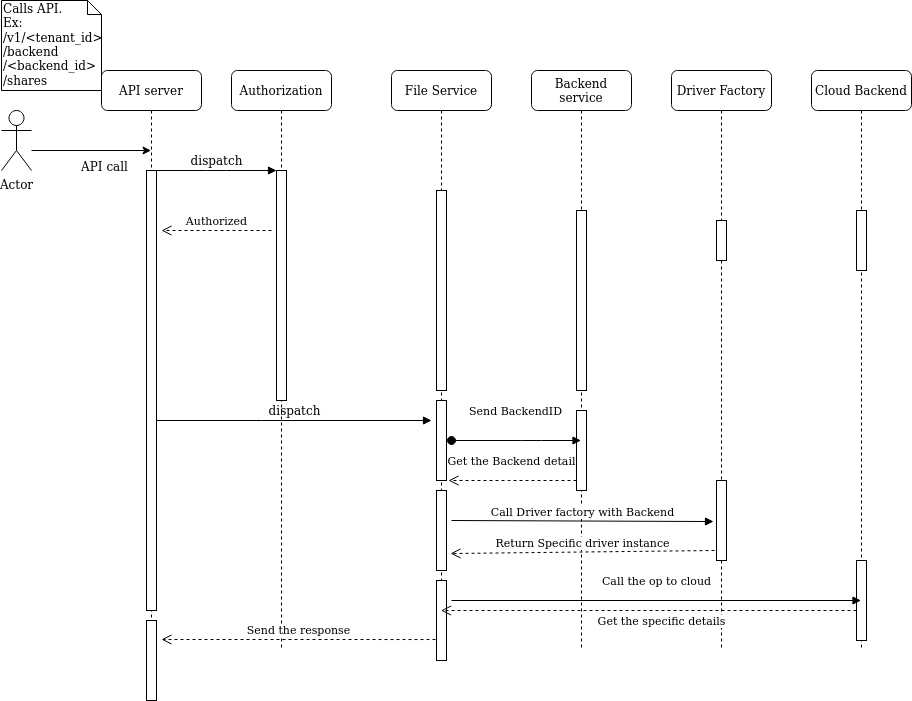 Calls API.
Ex:
/v1/<tenant_id>
/backend
/<backend_id>
/shares
API server
Authorization
File Service
Backend
service
Driver Factory
Cloud Backend
Actor
API call
dispatch
Authorized
dispatch
Send BackendID
Get the Backend detail
Call Driver factory with Backend
Return Specific driver instance
Call the op to cloud
Get the specific details
Send the response